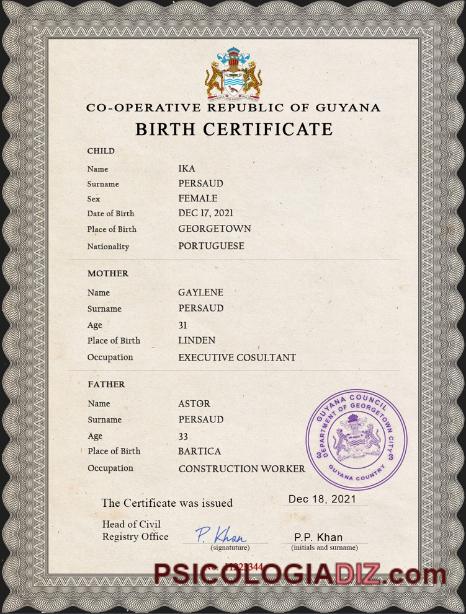 CO-OPERATIVE REPUBLIC OF GUYANA
BIRTH CERTIFICATE
CHILD
Name IKA
Surname PERSAUD
Sex FEMALE
Date of Birth DEC 17, 2021
Place of Birth GEORGETOWN
Nationality PORTUGUESE
MOTHER
Name GAYLENE
Surname PERSAUD
Age 31
Place of Birth LINDEN
Occupation EXECUTIVE COSULTANT
FATHER
Name ASTOR
Surname PERSAUD
Age 33
Place of Birth BARTICA
Occupation CONSTRUCTION WORKER
GUYANA COUNCIL
DEPARTMENT OF GEORGETOWN CITY
GUYANA COUNTRY
The Certificate was issued Dec 18, 2021
Head of Civil
Registry Office P. Khan P.P. Khan
(signatuture) (initials and surname)
PSICOLOGIADIZ.com